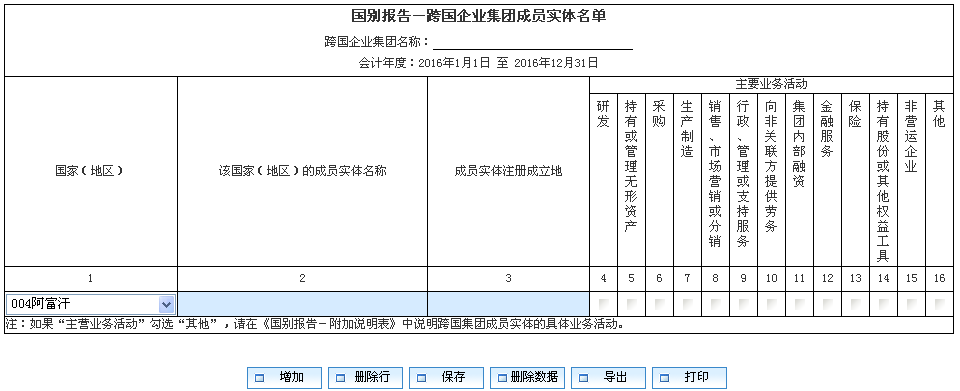 国别报告－跨国企业集团成员实体名单
跨国企业集团名称：
会计年度：2016年1月1日 至 2016年12月31日
国家（地区）
该国家（地区）的成员实体名称
成员实体注册成立地
主要业务活动
研发
持有或管理无形资产
采购
生产制造
销售、市场营销或分销
行政、管理或支持服务
向非关联方提供劳务
集团内部融资
金融服务
保险
持有股份或其他权益工具
非营运企业
其他
1 2 3 4 5 6 7 8 9 10 11 12 13 14 15 16
004阿富汗
注：如果“主营业务活动”勾选“其他”，请在《国别报告－附加说明表》中说明跨国集团成员实体的具体业务活动。
增加 删除行 保存 删除数据 导出 打印